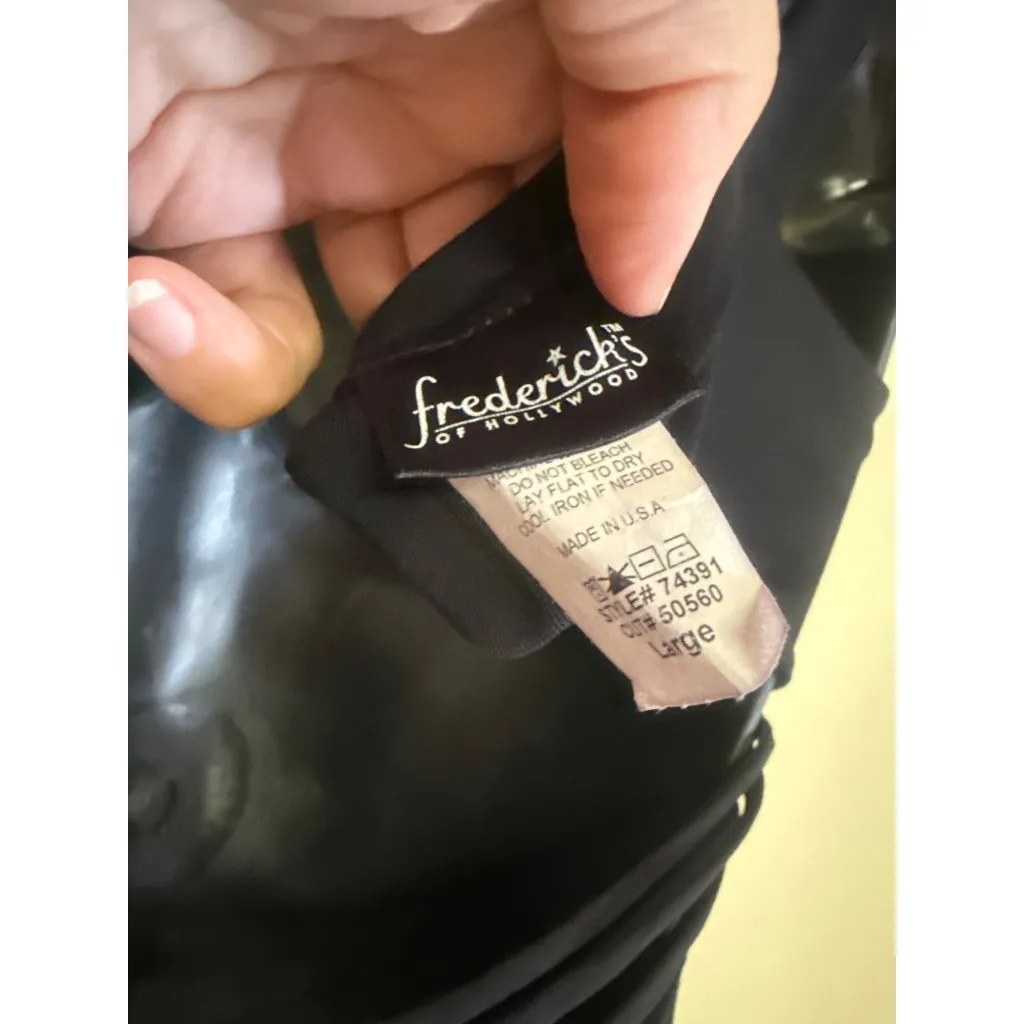 frederick's™
OF HOLLYWOOD
DO NOT BLEACH
LAY FLAT TO DRY
COOL IRON IF NEEDED
MADE IN U.S.A
STYLE# 74391
CUT# 50560
Large